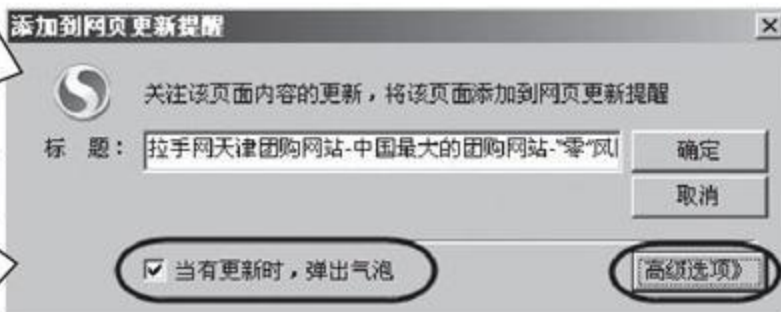 添加到网页更新提醒
关注该页面内容的更新，将该页面添加到网页更新提醒
标 题： 拉手网天津团购网站-中国最大的团购网站-"零"风 确定
取消
当有更新时，弹出气泡 高级选项》